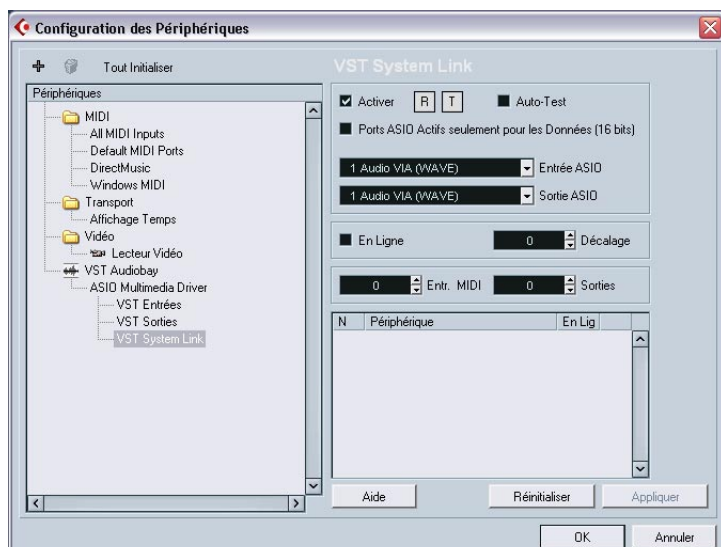 Configuration des Périphériques
Tout Initialiser
VST System Link
Périphériques
MIDI
All MIDI Inputs
Default MIDI Ports
DirectMusic
Windows MIDI
Transport
Affichage Temps
Vidéo
Lecteur Vidéo
VST Audiobay
ASIO Multimedia Driver
VST Entrées
VST Sorties
VST System Link
Activer R T Auto-Test
Ports ASIO Actifs seulement pour les Données (16 bits)
1 Audio VIA (WAVE) Entrée ASIO
1 Audio VIA (WAVE) Sortie ASIO
En Ligne 0 Décalage
0 Entr. MIDI 0 Sorties
N Périphérique En Lig
Aide Réinitialiser Appliquer
OK Annuler